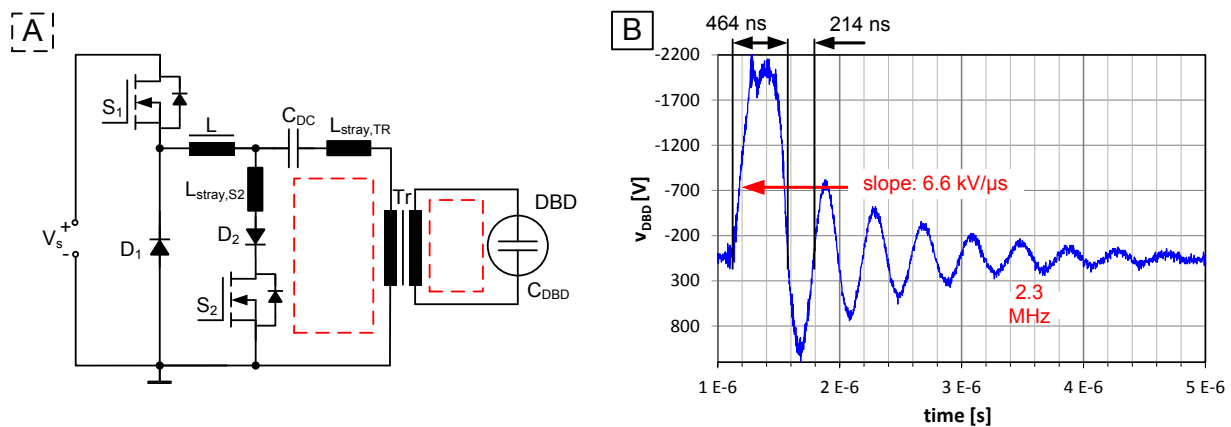 A
S1
L
CDC
Lstray,TR
Lstray,S2
Tr
DBD
Vs
+
-
D1
D2
S2
CDBD
B
464 ns
214 ns
-2200
-1700
-1200
-700
-200
300
800
vDBD [V]
slope: 6.6 kV/µs
2.3
MHz
1 E-6
2 E-6
3 E-6
4 E-6
5 E-6
time [s]